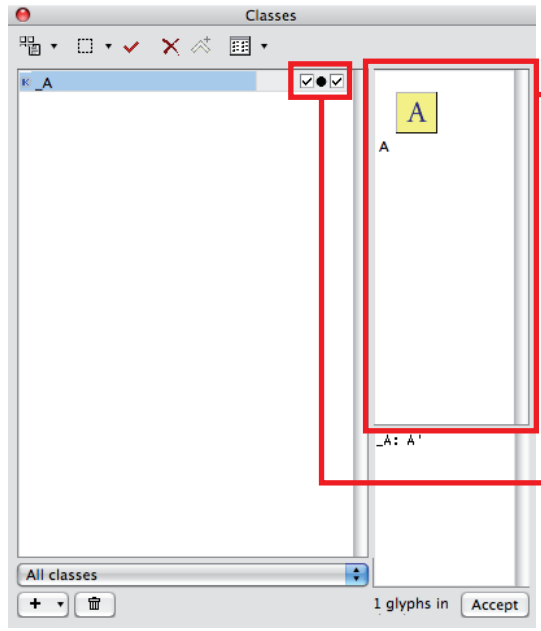 Classes
_A
A
A
_A: A'
All classes
1 glyphs in
Accept